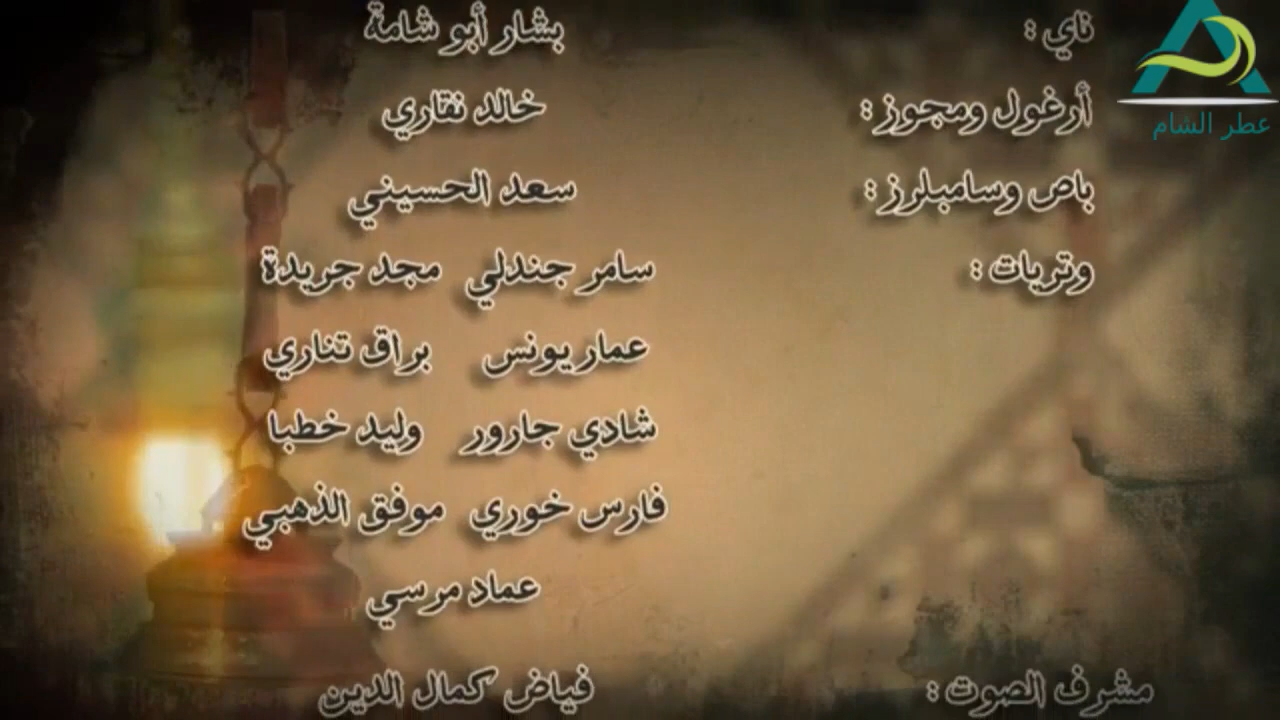 ناي : بشار أبو شامة
أرغول ومجوز : خالد نقاري
باص وسامبلرز : سعد الحسيني
وتريات : سامر جندلي مجد جريدة
عمار يونس براق تناري
شادي جارور وليد خطبا
فارس خوري موفق الذهبي
عماد مرسي
مشرف الصوت : فياض كمال الدين
عطر الشام